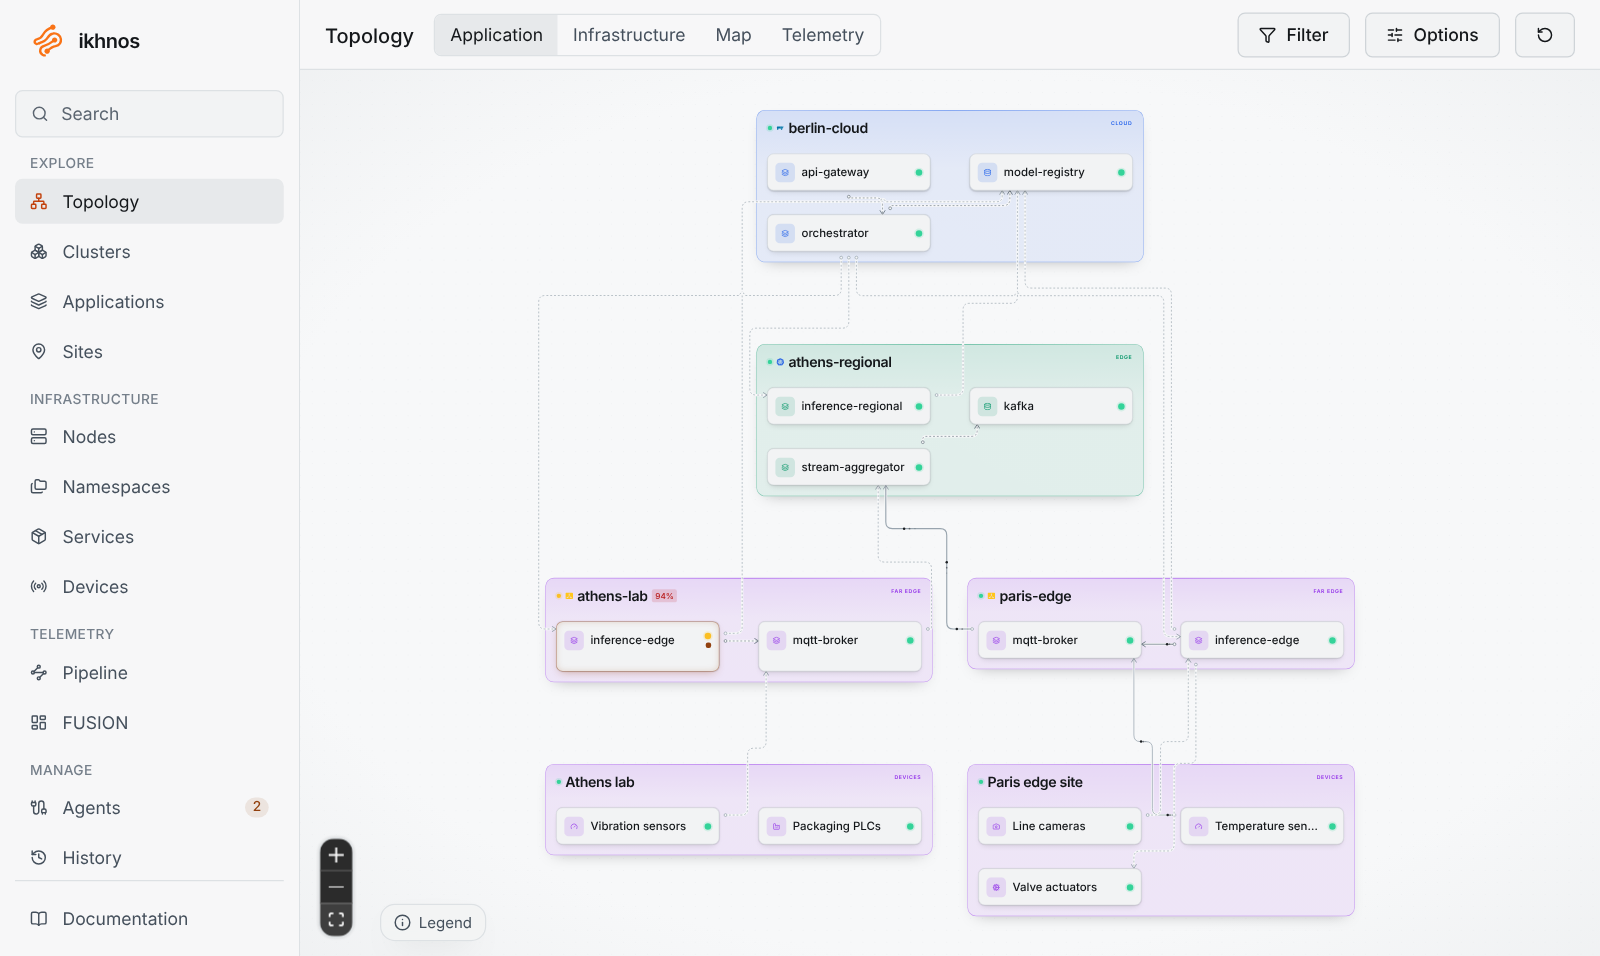 ikhnos
Search
EXPLORE
Topology
Clusters
Applications
Sites
INFRASTRUCTURE
Nodes
Namespaces
Services
Devices
TELEMETRY
Pipeline
FUSION
MANAGE
Agents 2
History
Documentation
Topology
Application Infrastructure Map Telemetry
Filter Options
berlin-cloud CLOUD
api-gateway model-registry
orchestrator
athens-regional EDGE
inference-regional kafka
stream-aggregator
athens-lab 94% FAR EDGE
inference-edge mqtt-broker
paris-edge FAR EDGE
mqtt-broker inference-edge
Athens lab DEVICES
Vibration sensors Packaging PLCs
Paris edge site DEVICES
Line cameras Temperature sen...
Valve actuators
Legend